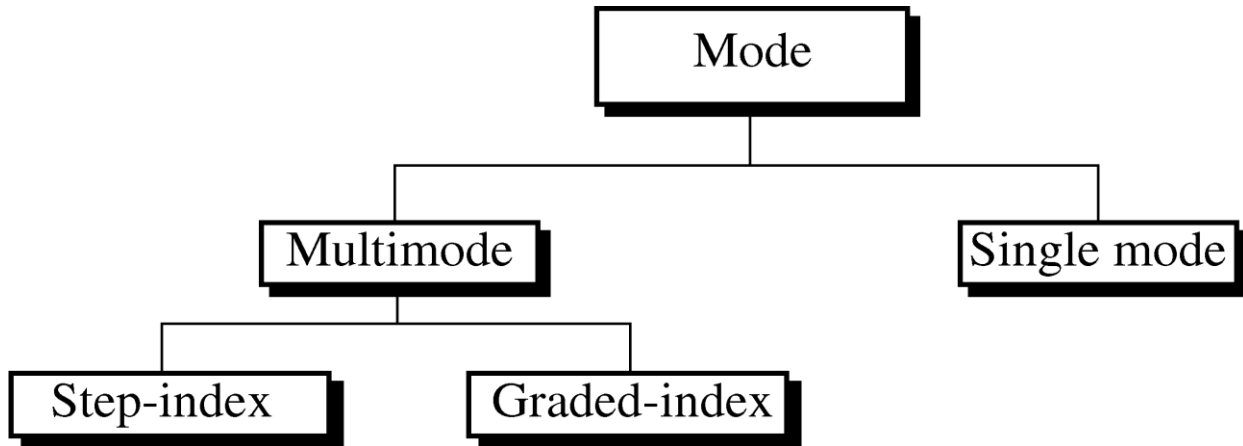 Mode
Multimode
Single mode
Step-index
Graded-index